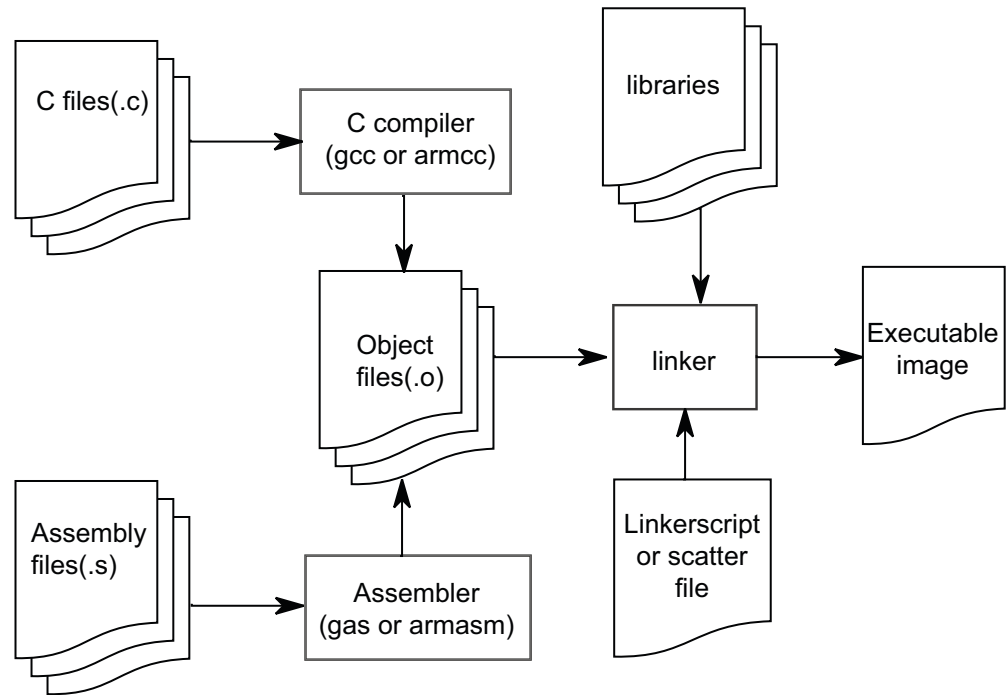 C files(.c)
C compiler
(gcc or armcc)
libraries
Object
files(.o)
linker
Executable
image
Assembly
files(.s)
Assembler
(gas or armasm)
Linkerscript
or scatter
file